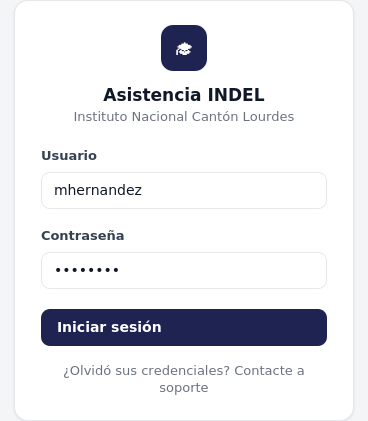 Asistencia INDEL
Instituto Nacional Cantón Lourdes
Usuario
mhernandez
Contraseña
••••••••
Iniciar sesión
¿Olvidó sus credenciales? Contacte a
soporte